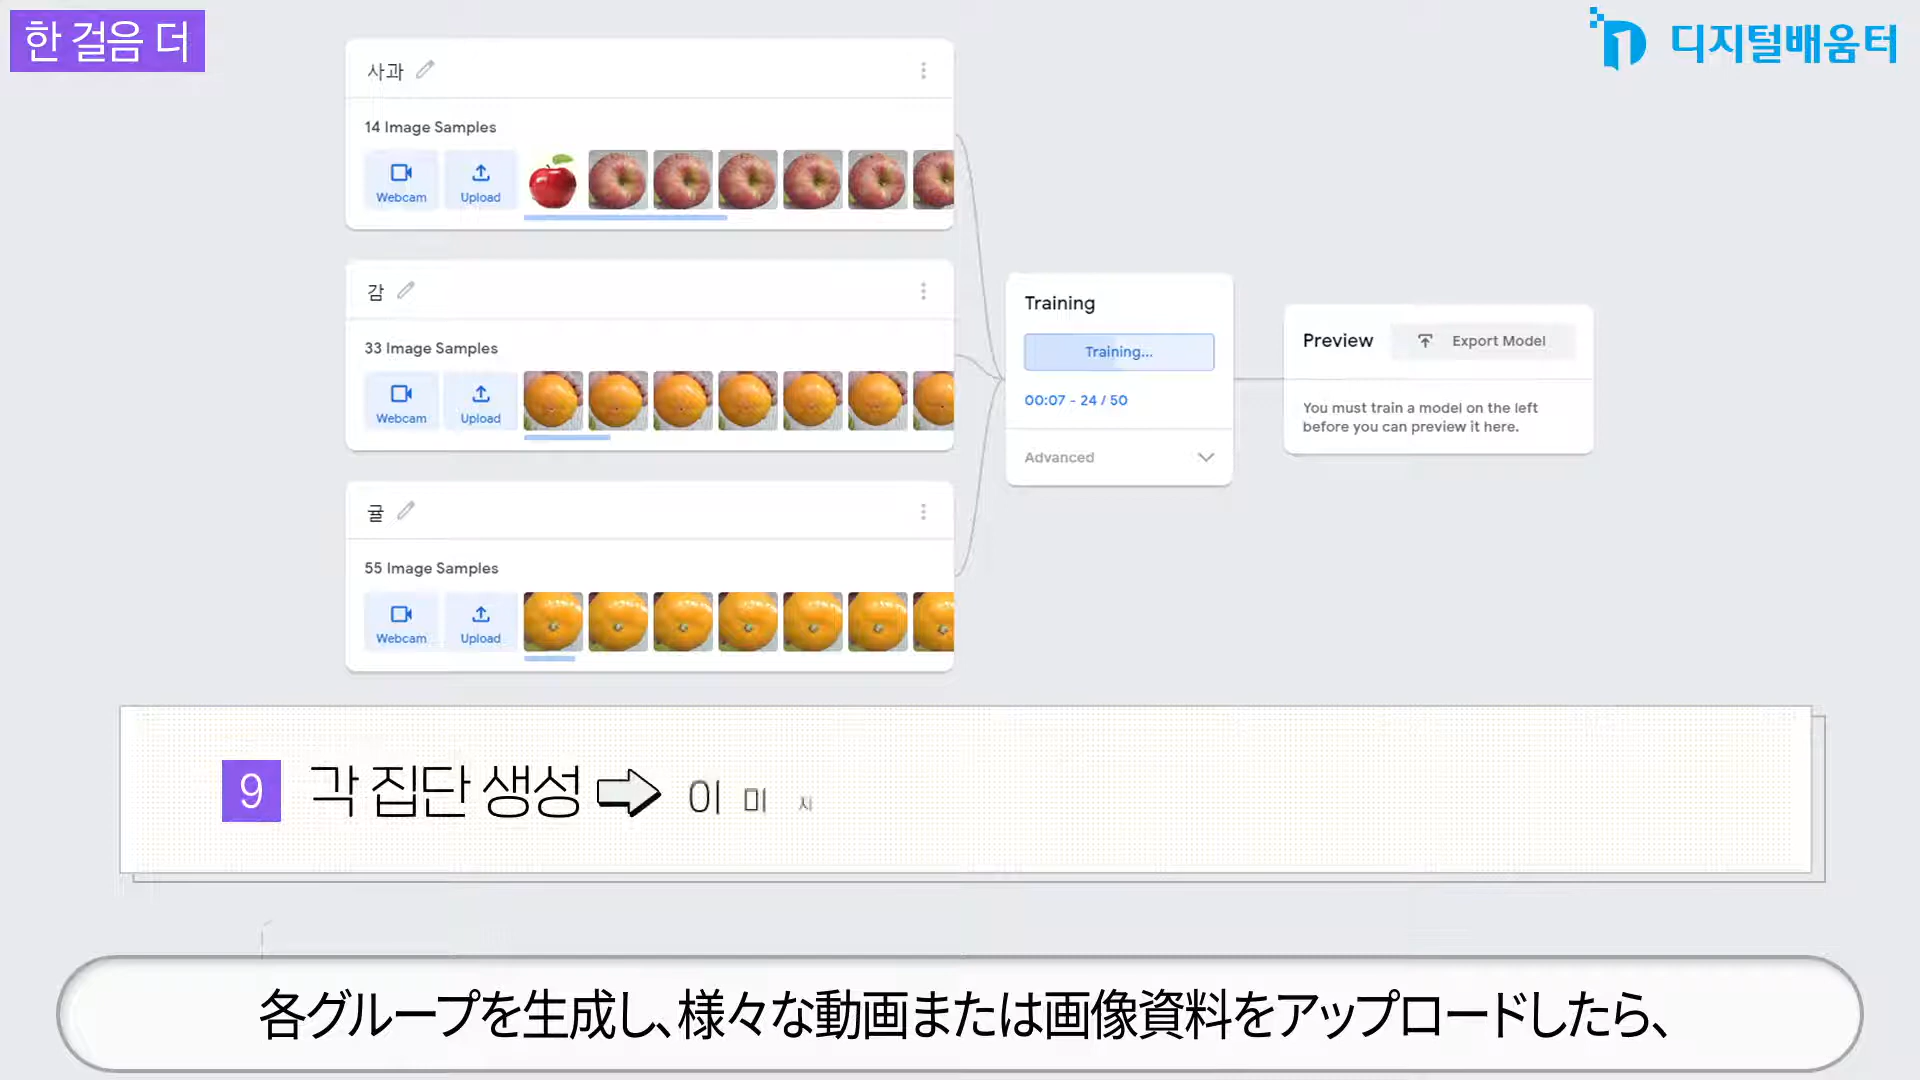 한 걸음 더
디지털배움터
사과
14 Image Samples
Webcam
Upload
감
33 Image Samples
Webcam
Upload
귤
55 Image Samples
Webcam
Upload
Training
Training...
00:07 - 24 / 50
Advanced
Preview
Export Model
You must train a model on the left
before you can preview it here.
9 각 집단 생성 ⇨ 이미지
各グループを生成し、様々な動画または画像資料をアップロードしたら、